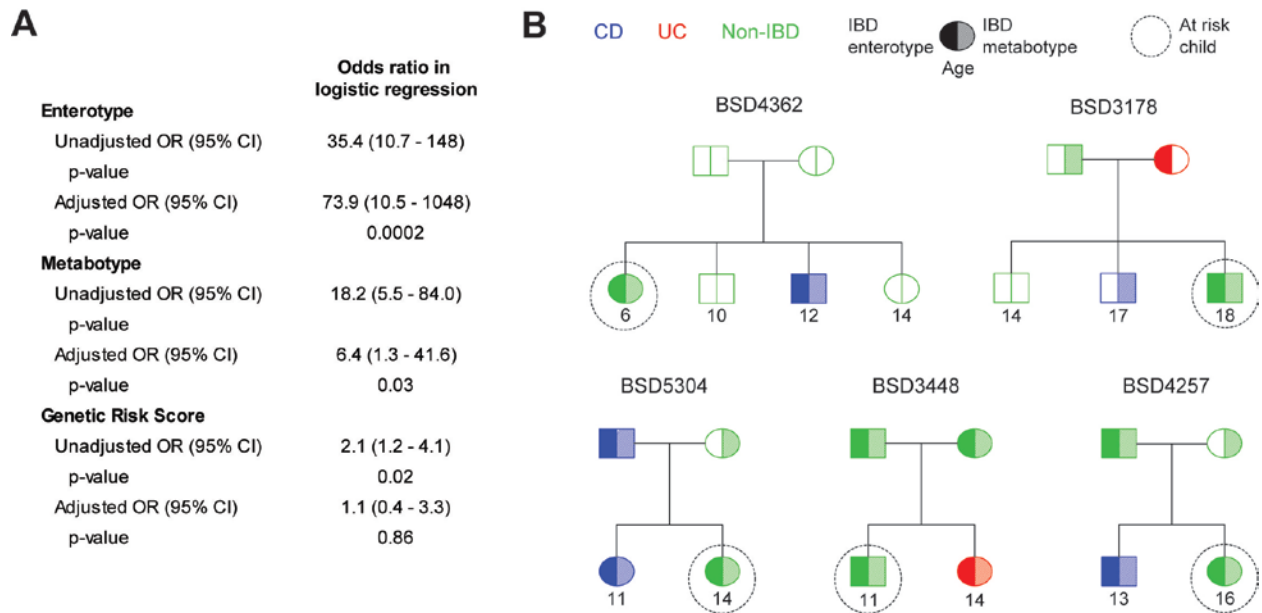 A
Odds ratio in
logistic regression
Enterotype
Unadjusted OR (95% CI) 35.4 (10.7 - 148)
p-value
Adjusted OR (95% CI) 73.9 (10.5 - 1048)
p-value 0.0002
Metabotype
Unadjusted OR (95% CI) 18.2 (5.5 - 84.0)
p-value
Adjusted OR (95% CI) 6.4 (1.3 - 41.6)
p-value 0.03
Genetic Risk Score
Unadjusted OR (95% CI) 2.1 (1.2 - 4.1)
p-value 0.02
Adjusted OR (95% CI) 1.1 (0.4 - 3.3)
p-value 0.86
B
CD UC Non-IBD
IBD
enterotype
IBD
metabotype
Age
At risk
child
BSD4362
6 10 12 14
BSD3178
14 17 18
BSD5304
11 14
BSD3448
11 14
BSD4257
13 16